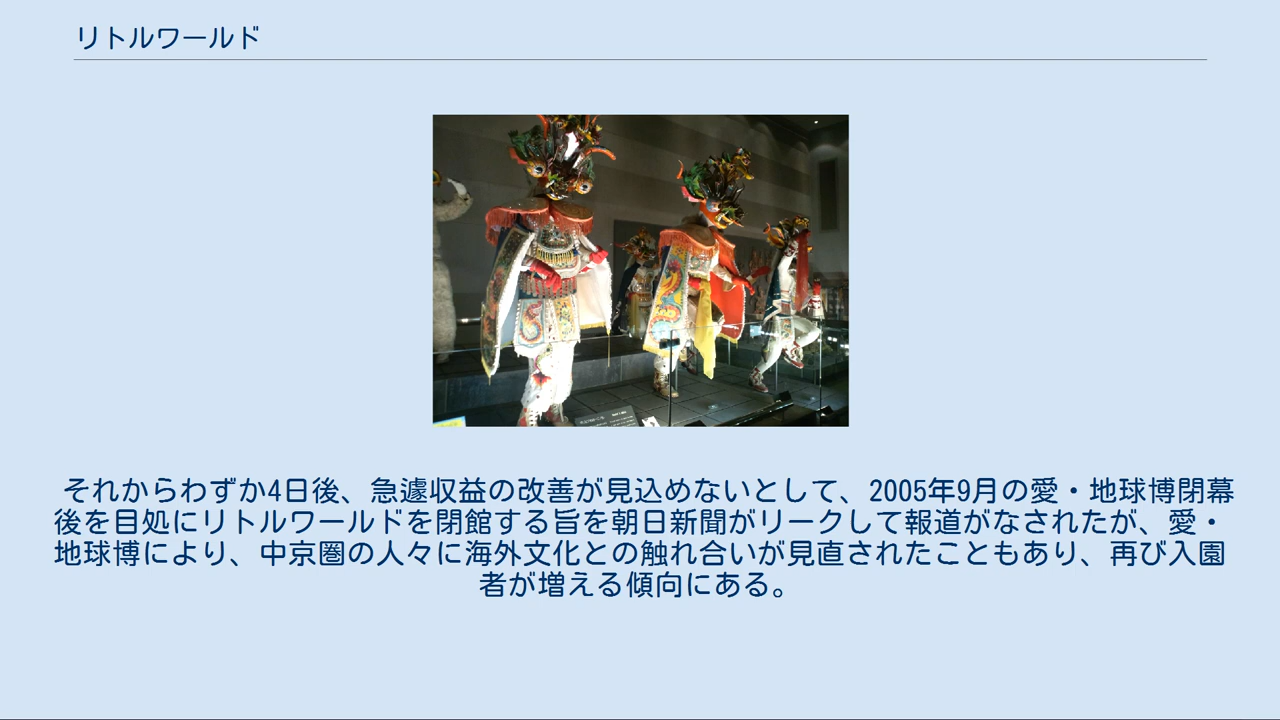 リトルワールド
それからわずか4日後、急遽収益の改善が見込めないとして、2005年9月の愛・地球博閉幕
後を目処にリトルワールドを閉館する旨を朝日新聞がリークして報道がなされたが、愛・
地球博により、中京圏の人々に海外文化との触れ合いが見直されたこともあり、再び入園
者が増える傾向にある。